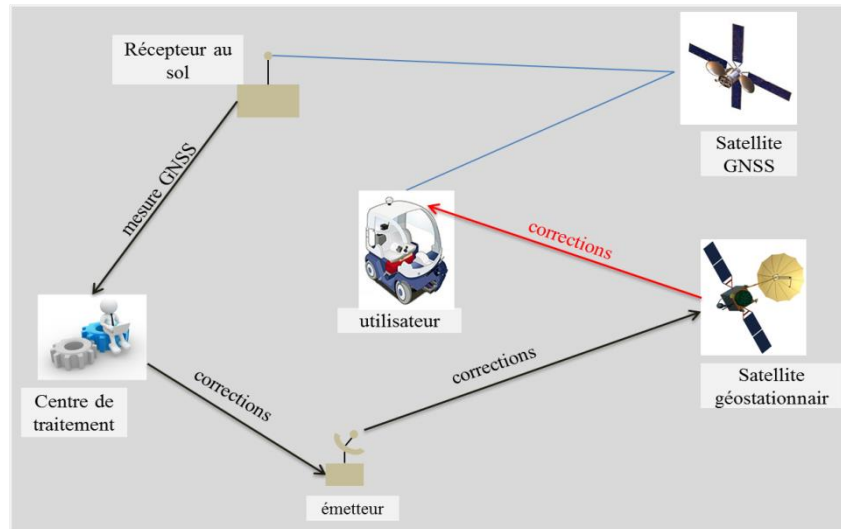 Récepteur au
sol
Satellite
GNSS
mesure GNSS
corrections
utilisateur
corrections
corrections
Centre de
traitement
Satellite
géostationnair
émetteur